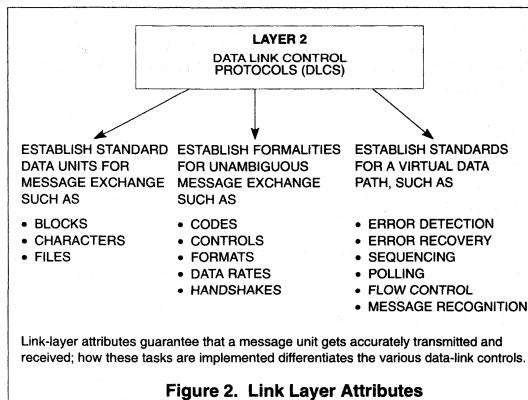 LAYER 2
DATA LINK CONTROL
PROTOCOLS (DLCS)
ESTABLISH STANDARD
DATA UNITS FOR
MESSAGE EXCHANGE
SUCH AS
• BLOCKS
• CHARACTERS
• FILES
ESTABLISH FORMALITIES
FOR UNAMBIGUOUS
MESSAGE EXCHANGE
SUCH AS
• CODES
• CONTROLS
• FORMATS
• DATA RATES
• HANDSHAKES
ESTABLISH STANDARDS
FOR A VIRTUAL DATA
PATH, SUCH AS
• ERROR DETECTION
• ERROR RECOVERY
• SEQUENCING
• POLLING
• FLOW CONTROL
• MESSAGE RECOGNITION
Link-layer attributes guarantee that a message unit gets accurately transmitted and
received; how these tasks are implemented differentiates the various data-link controls.
Figure 2. Link Layer Attributes